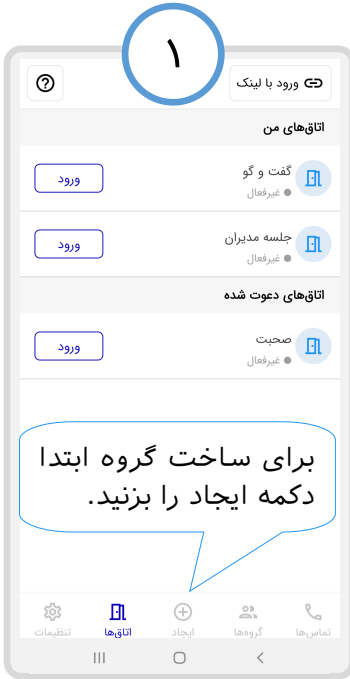 ۱
ورود با لینک
اتاق‌های من
گفت و گو
غیرفعال
ورود
جلسه مدیران
غیرفعال
ورود
اتاق‌های دعوت شده
صحبت
غیرفعال
ورود
برای ساخت گروه ابتدا
دکمه ایجاد را بزنید.
تماس‌ها گروه‌ها ایجاد اتاق‌ها تنظیمات